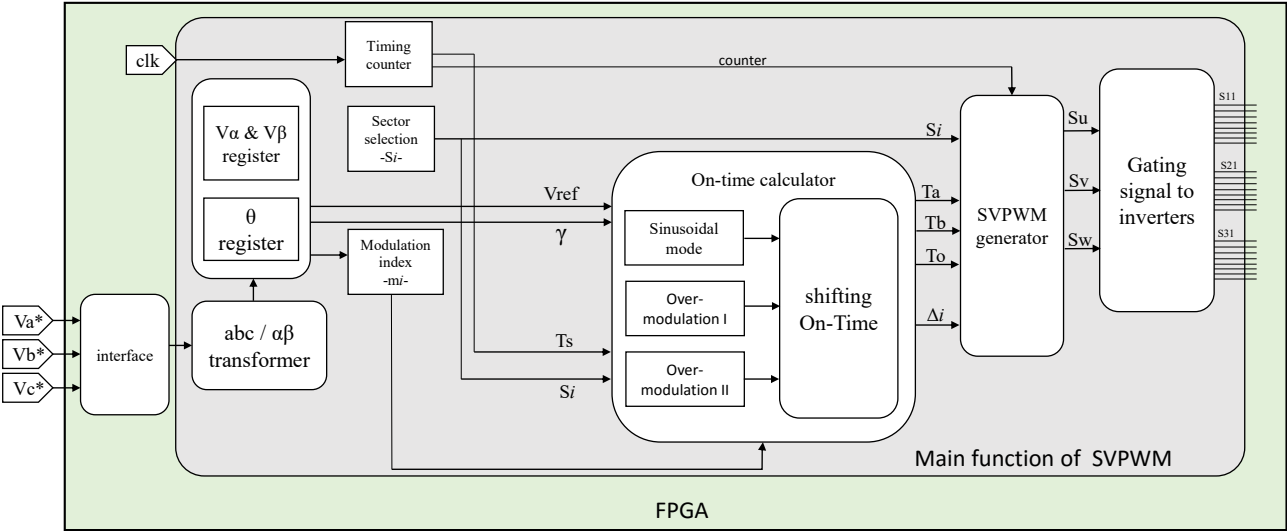 clk
Timing
counter
counter
Vα & Vβ
register
θ
register
Sector
selection
-Si-
Modulation
index
-mi-
Vref
γ
Ts
Si
On-time calculator
Sinusoidal
mode
Over-
modulation I
Over-
modulation II
shifting
On-Time
Si
Ta
Tb
To
Δi
SVPWM
generator
Su
Sv
Sw
Gating
signal to
inverters
S11
S21
S31
Va*
Vb*
Vc*
interface
abc / αβ
transformer
Main function of SVPWM
FPGA